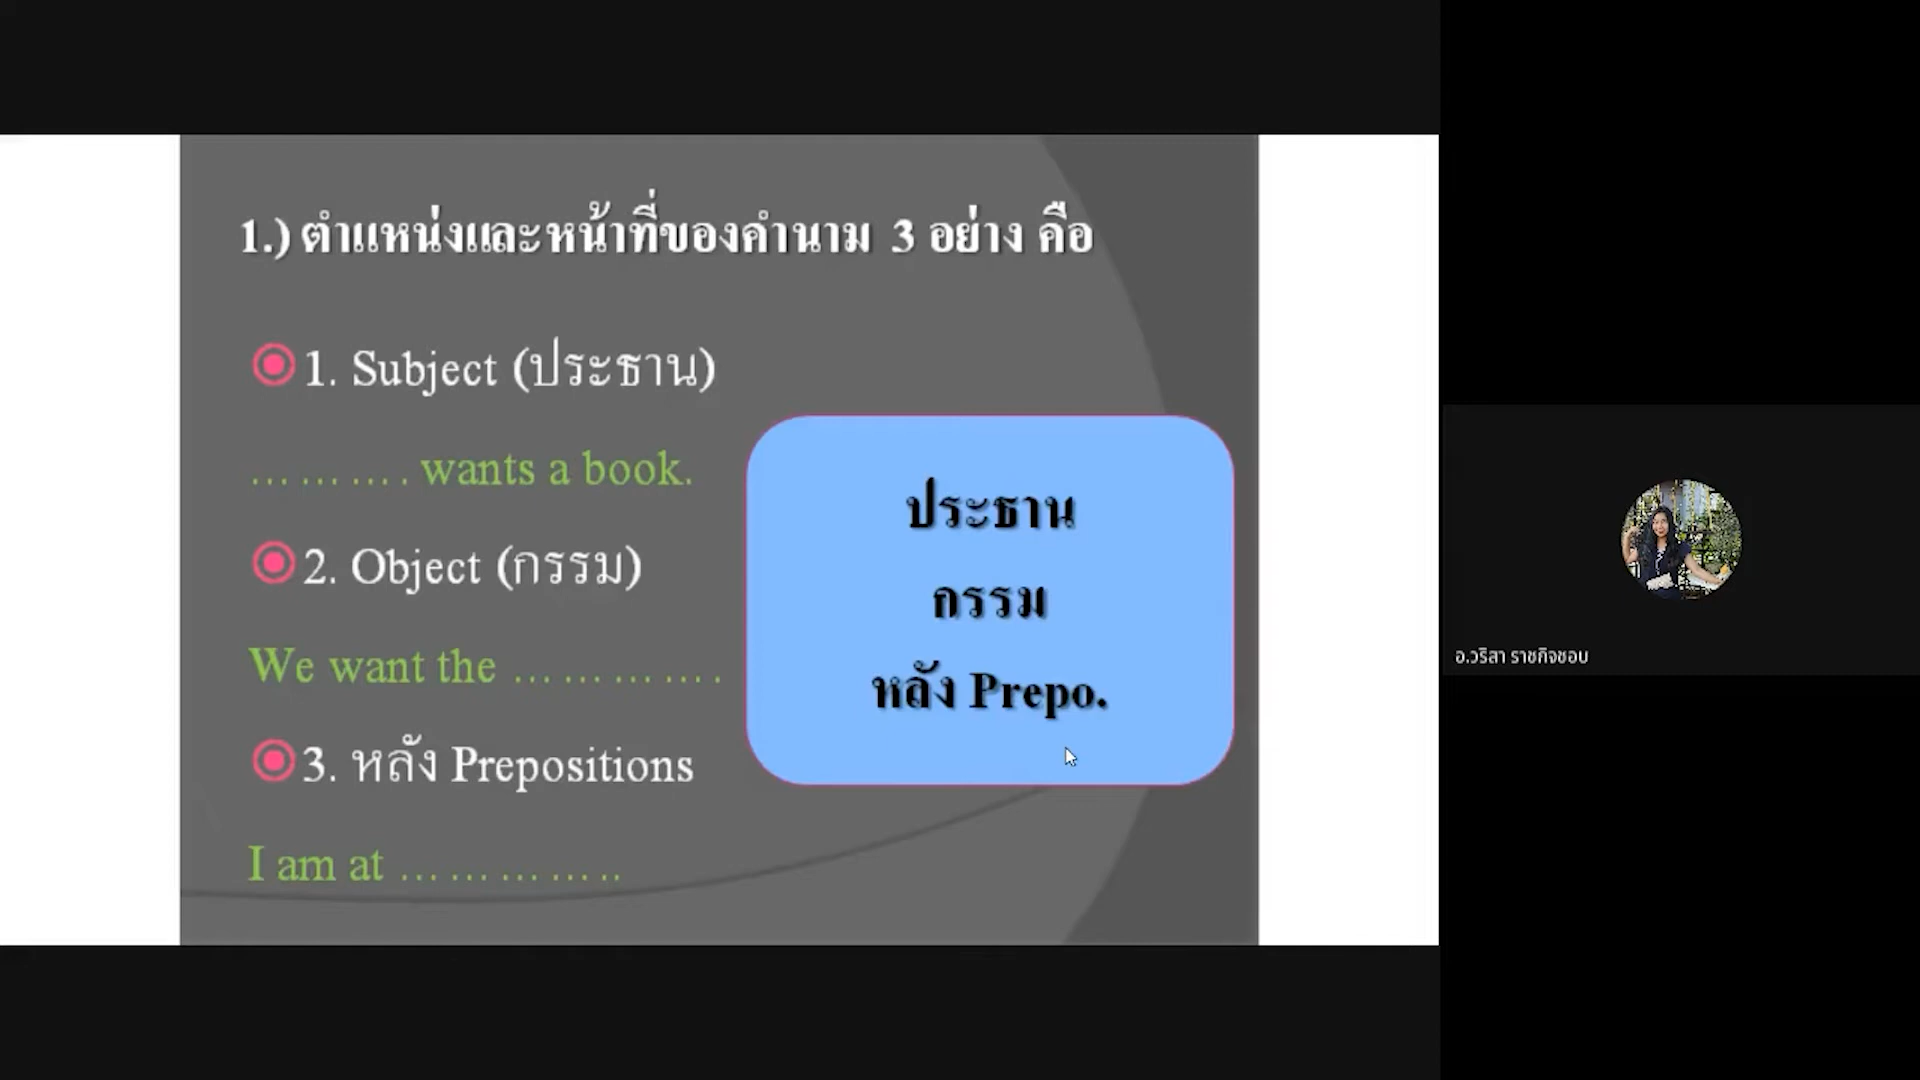 1.) ตำแหน่งและหน้าที่ของคำนาม 3 อย่าง คือ
1. Subject (ประธาน)
………. wants a book.
2. Object (กรรม)
We want the ………….
3. หลัง Prepositions
I am at …………..
ประธาน
กรรม
หลัง Prepo.
อ.วริสา ราชกิจชอบ